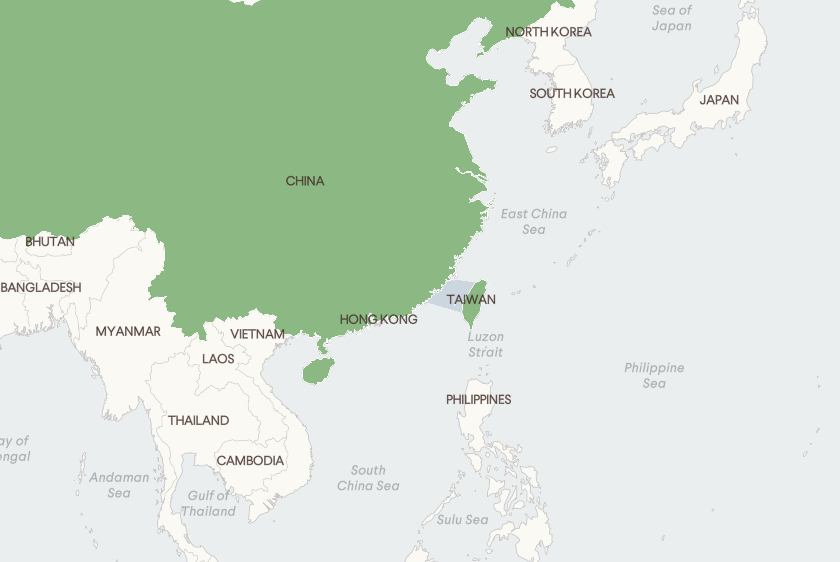 Sea of
Japan
NORTH KOREA
SOUTH KOREA
JAPAN
CHINA
East China
Sea
BHUTAN
BANGLADESH
TAIWAN
HONG KONG
MYANMAR
VIETNAM
Luzon
Strait
LAOS
Philippine
Sea
PHILIPPINES
THAILAND
ay of
engal
CAMBODIA
South
China Sea
Andaman
Sea
Gulf of
Thailand
Sulu Sea